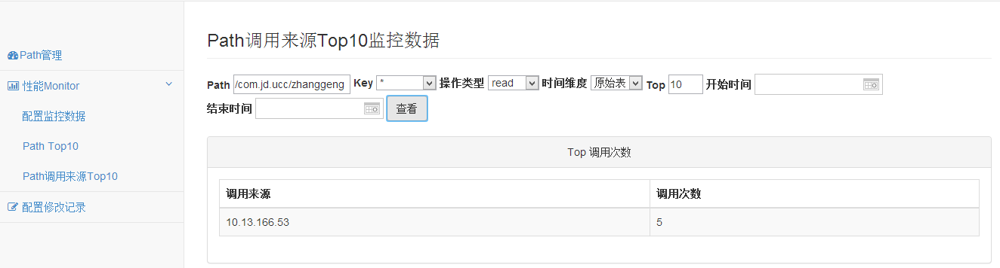 Path管理
性能Monitor
配置监控数据
Path Top10
Path调用来源Top10
配置修改记录
Path调用来源Top10监控数据
Path /com.jd.ucc/zhanggeng Key * 操作类型 read 时间维度 原始表 Top 10 开始时间
结束时间 查看
Top 调用次数
调用来源 调用次数
10.13.166.53 5